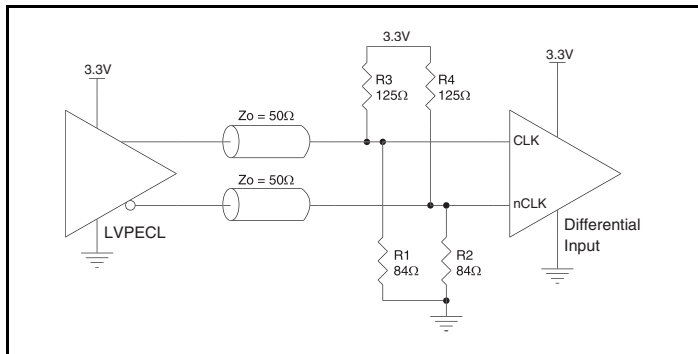 3.3V
3.3V
3.3V
R3
125Ω
R4
125Ω
Zo = 50Ω
CLK
Zo = 50Ω
nCLK
LVPECL
Differential
Input
R1
84Ω
R2
84Ω